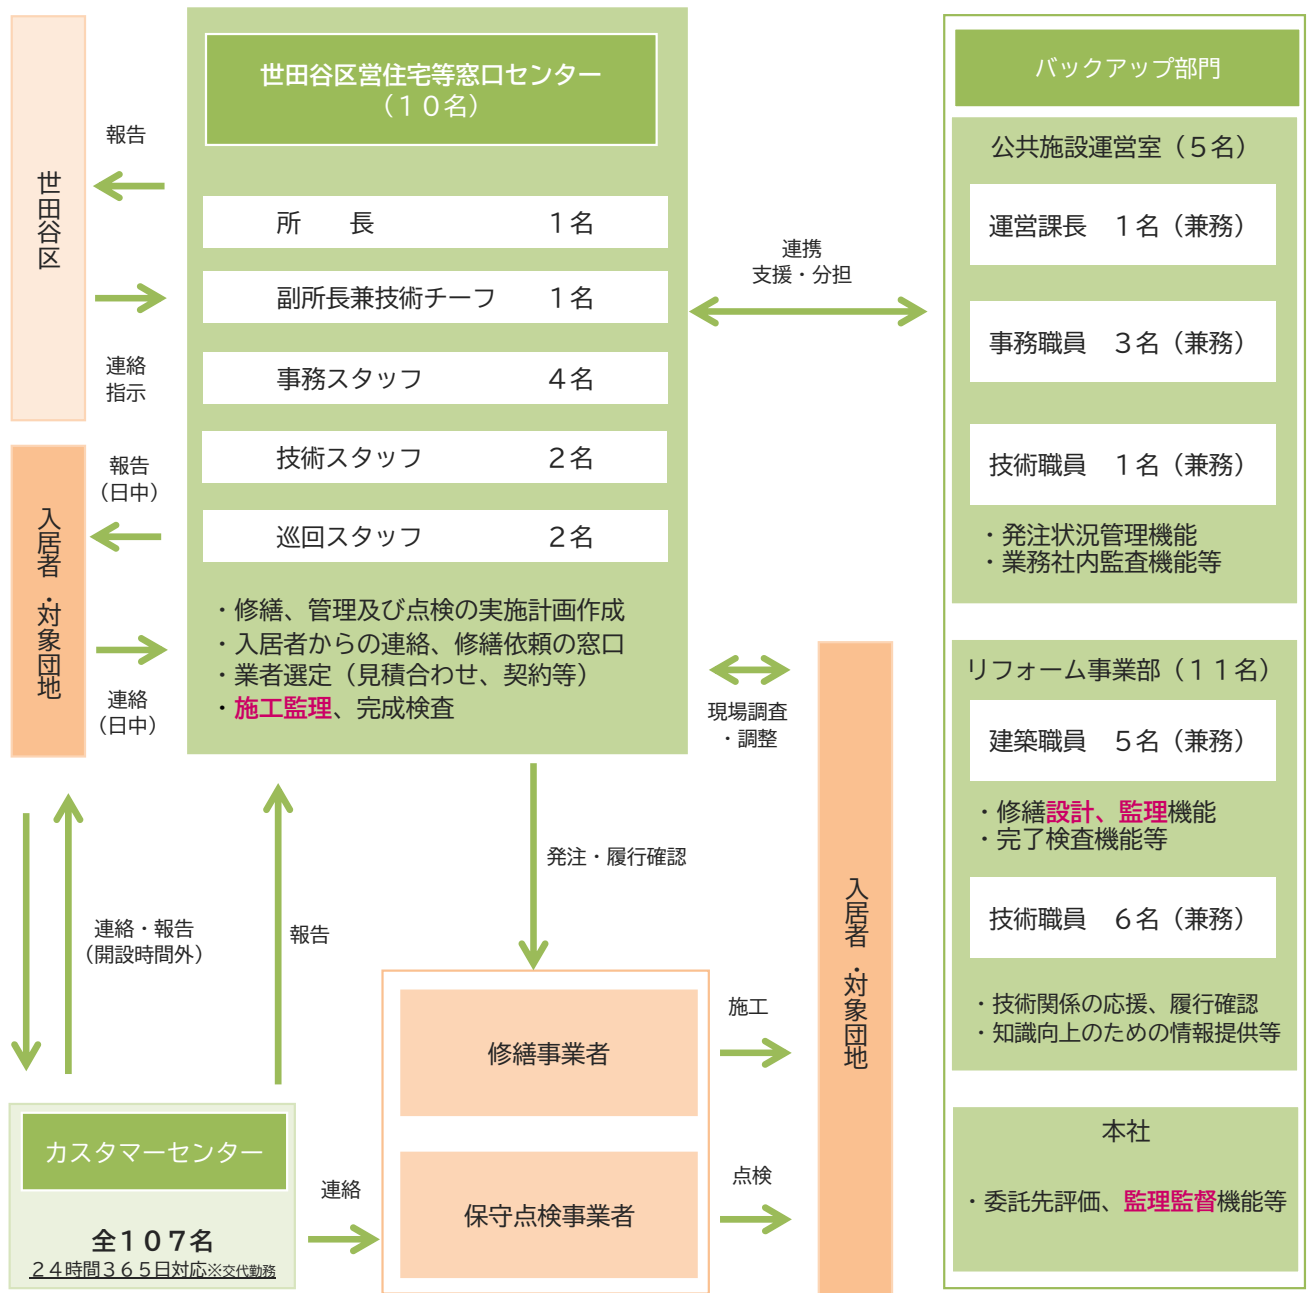 世田谷区
報告
連絡
指示
世田谷区営住宅等窓口センター
（１０名）
所　　長　１名
副所長兼技術チーフ　１名
事務スタッフ　４名
技術スタッフ　２名
巡回スタッフ　２名
・修繕、管理及び点検の実施計画作成
・入居者からの連絡、修繕依頼の窓口
・業者選定（見積合わせ、契約等）
・施工監理、完成検査
入居者・対象団地
報告
（日中）
連絡
（日中）
連携
支援・分担
バックアップ部門
公共施設運営室（５名）
運営課長　１名（兼務）
事務職員　３名（兼務）
技術職員　１名（兼務）
・発注状況管理機能
・業務社内監査機能等
リフォーム事業部（１１名）
建築職員　５名（兼務）
・修繕設計、監理機能
・完了検査機能等
技術職員　６名（兼務）
・技術関係の応援、履行確認
・知識向上のための情報提供等
本社
・委託先評価、監理監督機能等
現場調査
・調整
連絡・報告
（開設時間外）
報告
発注・履行確認
カスタマーセンター
全１０７名
２４時間３６５日対応※交代勤務
連絡
修繕事業者
保守点検事業者
施工
点検
入居者・対象団地